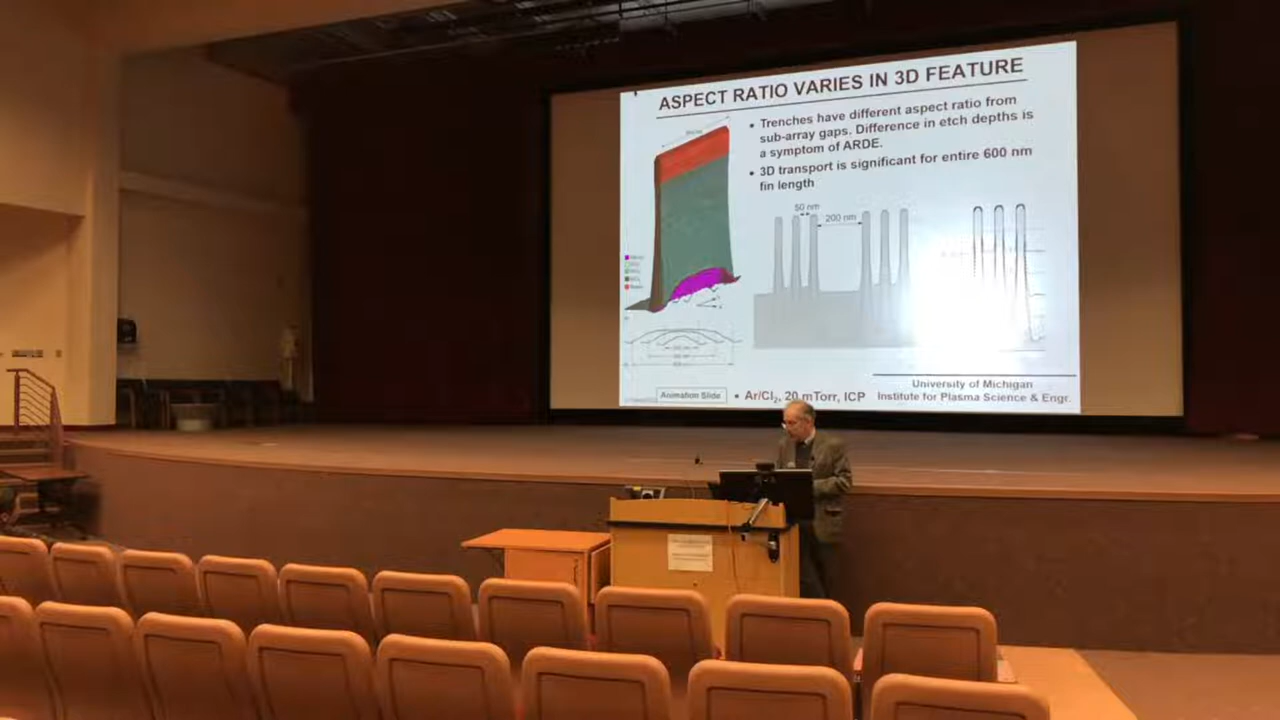 ASPECT RATIO VARIES IN 3D FEATURE
• Trenches have different aspect ratio from
sub-array gaps. Difference in etch depths is
a symptom of ARDE.
• 3D transport is significant for entire 600 nm
fin length
50 nm
200 nm
Animation Slide
• Ar/Cl₂, 20 mTorr, ICP
University of Michigan
Institute for Plasma Science & Engr.